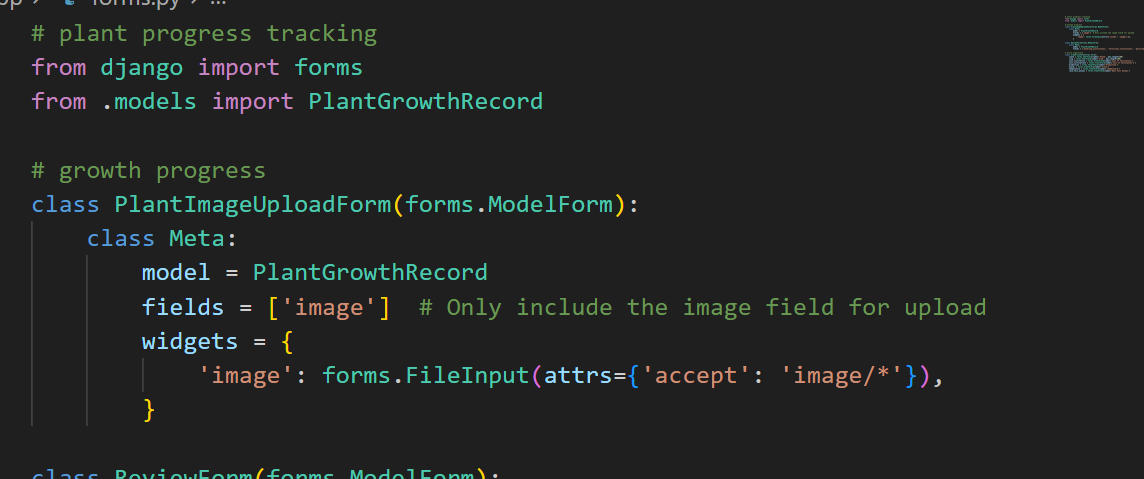 forms.py > ...
# plant progress tracking
from django import forms
from .models import PlantGrowthRecord
# growth progress
class PlantImageUploadForm(forms.ModelForm):
class Meta:
model = PlantGrowthRecord
fields = ['image']  # Only include the image field for upload
widgets = {
'image': forms.FileInput(attrs={'accept': 'image/*'}),
}
class ReviewForm(forms.ModelForm):